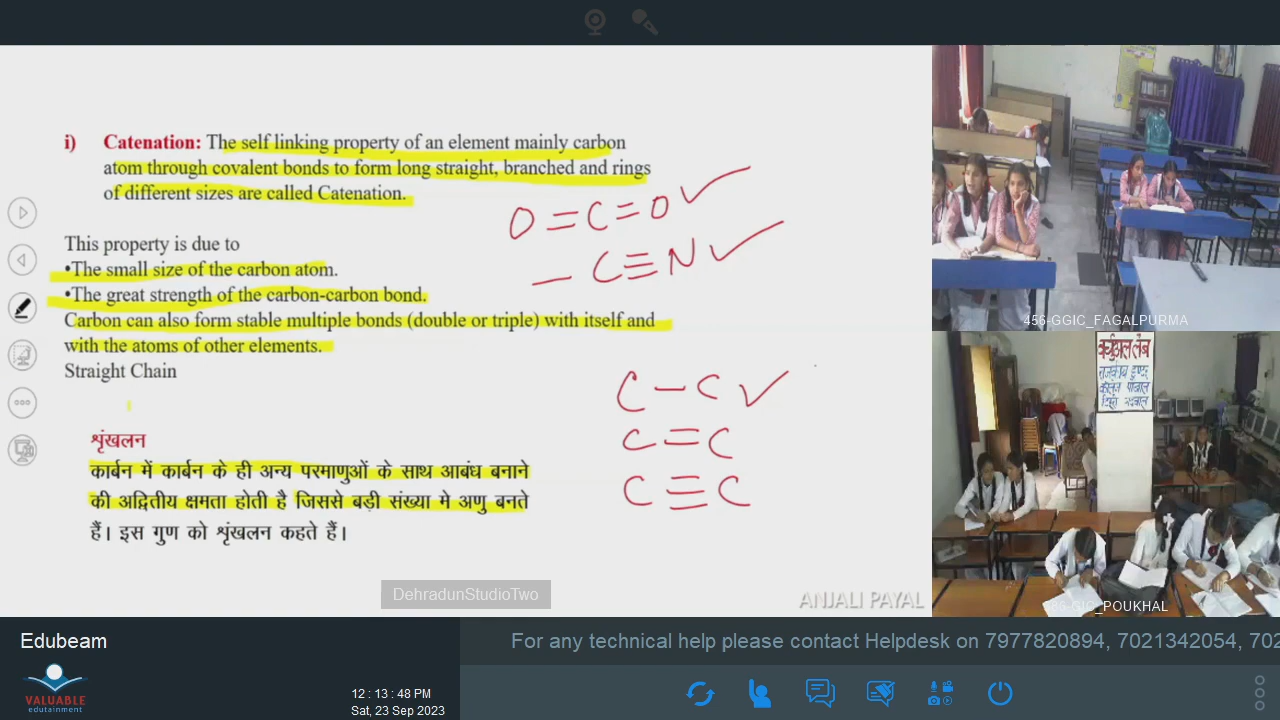 i) Catenation: The self linking property of an element mainly carbon
atom through covalent bonds to form long straight, branched and rings
of different sizes are called Catenation.
O=C=O
This property is due to
•The small size of the carbon atom.
– C≡N
•The great strength of the carbon-carbon bond.
Carbon can also form stable multiple bonds (double or triple) with itself and
with the atoms of other elements.
Straight Chain
C – C
C = C
C ≡ C
श्रृंखलन
कार्बन में कार्बन के ही अन्य परमाणुओं के साथ आबंध बनाने
की अद्वितीय क्षमता होती है जिससे बड़ी संख्या मे अणु बनते
हैं। इस गुण को श्रृंखलन कहते हैं।
DehradunStudioTwo
ANJALI PAYAL
456-GGIC_FAGALPURMA
वर्चुअल लैब
GIC_POUKHAL
Edubeam
For any technical help please contact Helpdesk on 7977820894, 7021342054, 702
VALUABLE
edutainment
12 : 13 : 48 PM
Sat, 23 Sep 2023